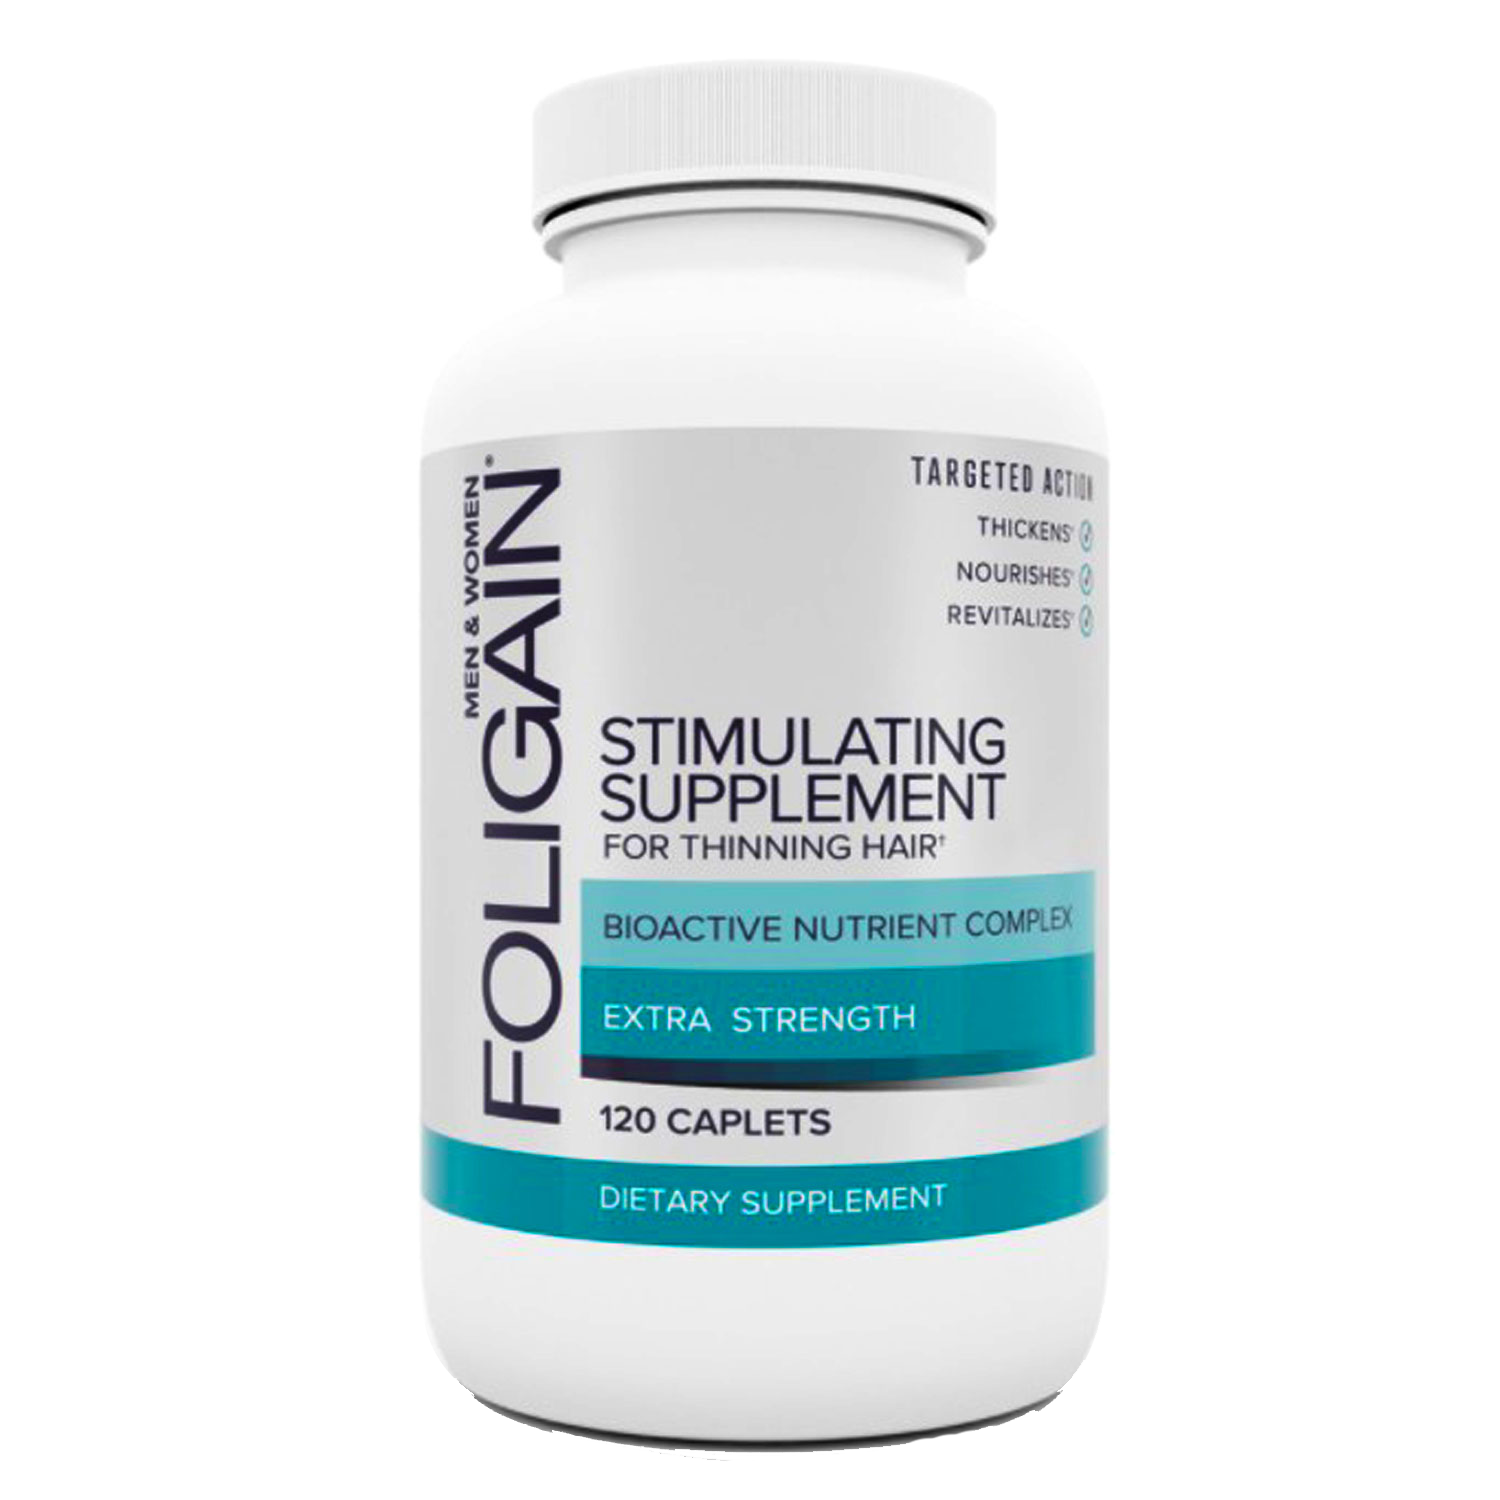 MEN & WOMEN
FOLIGAIN®
TARGETED ACTION
THICKENS†
NOURISHES†
REVITALIZES†
STIMULATING
SUPPLEMENT
FOR THINNING HAIR†
BIOACTIVE NUTRIENT COMPLEX
EXTRA STRENGTH
120 CAPLETS
DIETARY SUPPLEMENT